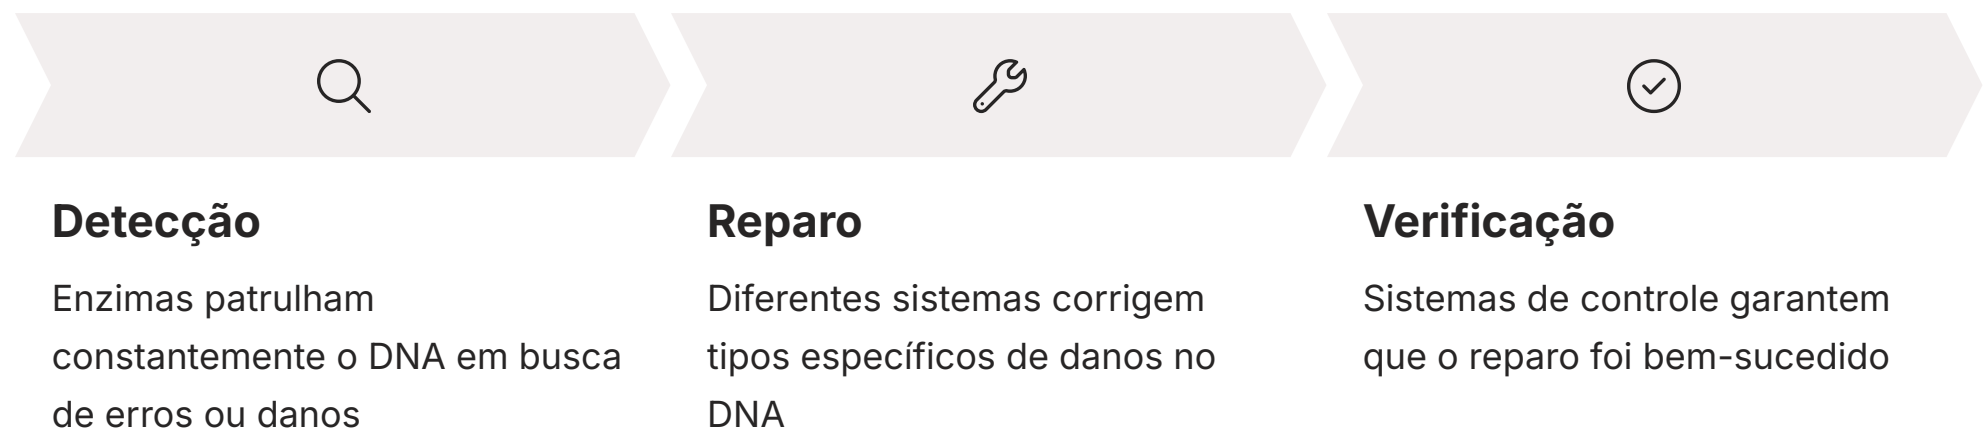 Detecção
Enzimas patrulham
constantemente o DNA em busca
de erros ou danos
Reparo
Diferentes sistemas corrigem
tipos específicos de danos no
DNA
Verificação
Sistemas de controle garantem
que o reparo foi bem-sucedido